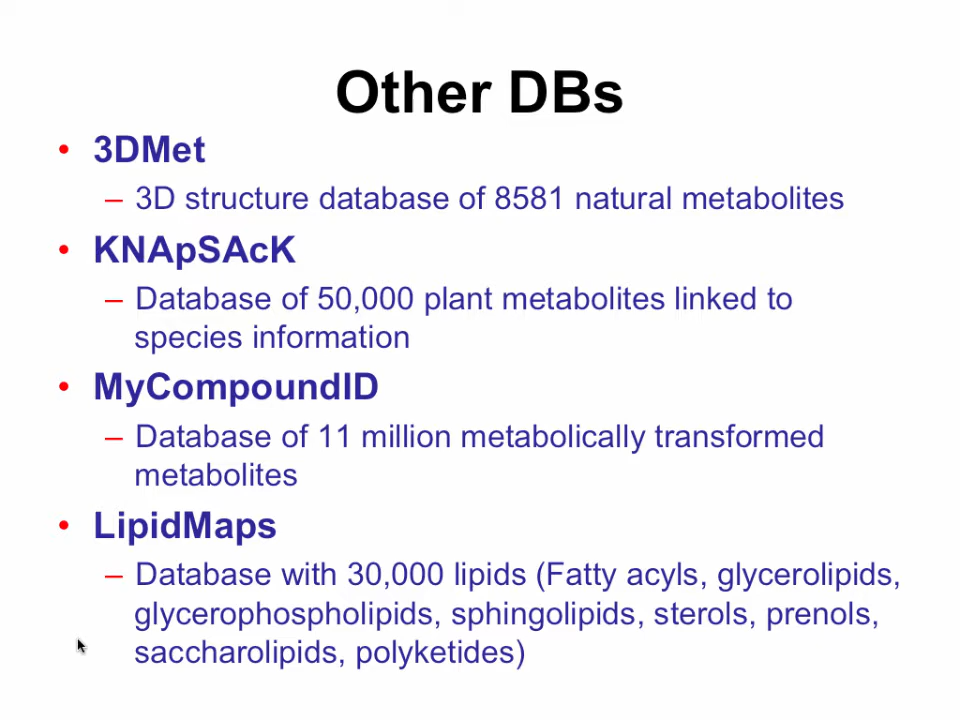 Other DBs
• 3DMet
– 3D structure database of 8581 natural metabolites
• KNApSAcK
– Database of 50,000 plant metabolites linked to
species information
• MyCompoundID
– Database of 11 million metabolically transformed
metabolites
• LipidMaps
– Database with 30,000 lipids (Fatty acyls, glycerolipids,
glycerophospholipids, sphingolipids, sterols, prenols,
saccharolipids, polyketides)